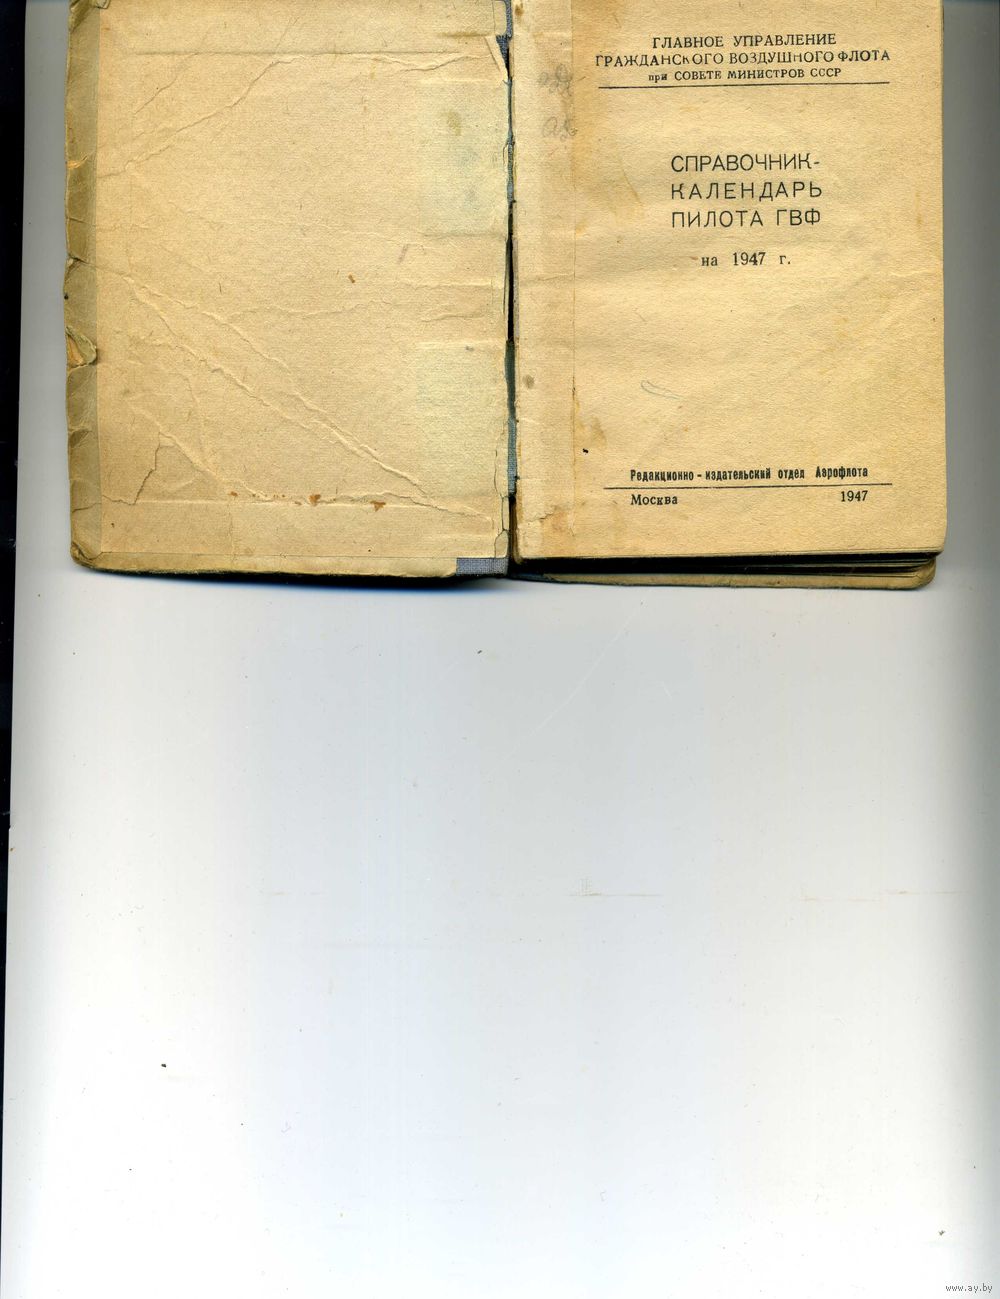 ГЛАВНОЕ УПРАВЛЕНИЕ
ГРАЖДАНСКОГО ВОЗДУШНОГО ФЛОТА
при СОВЕТЕ МИНИСТРОВ СССР
СПРАВОЧНИК-
КАЛЕНДАРЬ
ПИЛОТА ГВФ
на 1947 г.
Редакционно-издательский отдел Аэрофлота
Москва 1947
www.ay.by